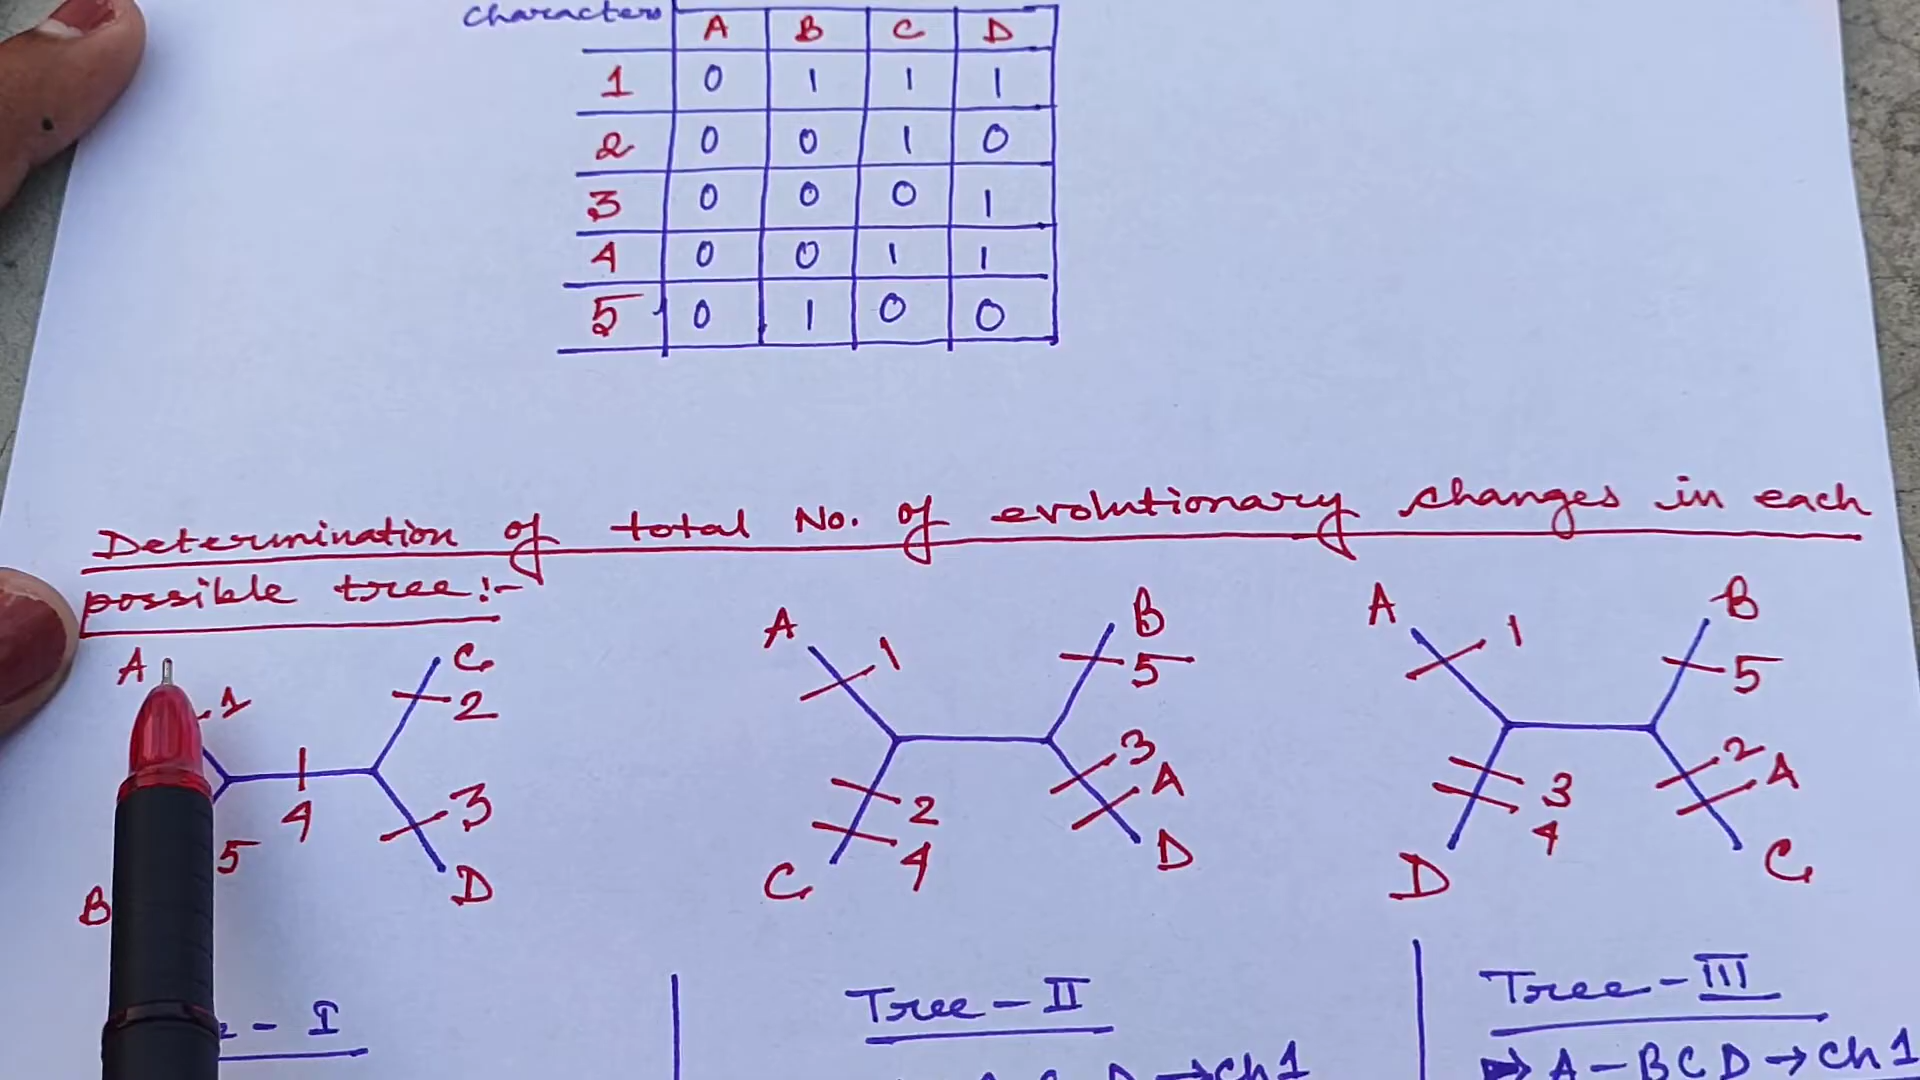 characters
A B C D
1 0 1 1 1
2 0 0 1 0
3 0 0 0 1
4 0 0 1 1
5 0 1 0 0
Determination of total No. of evolutionary changes in each
possible tree:-
A 1 C 2 4 3 5 B D
A 1 B 5 3 A 2 4 C D
A 1 B 5 2 A 3 4 D C
- I
Tree - II
Tree - III
D → Ch 1
A - B C D → Ch 1